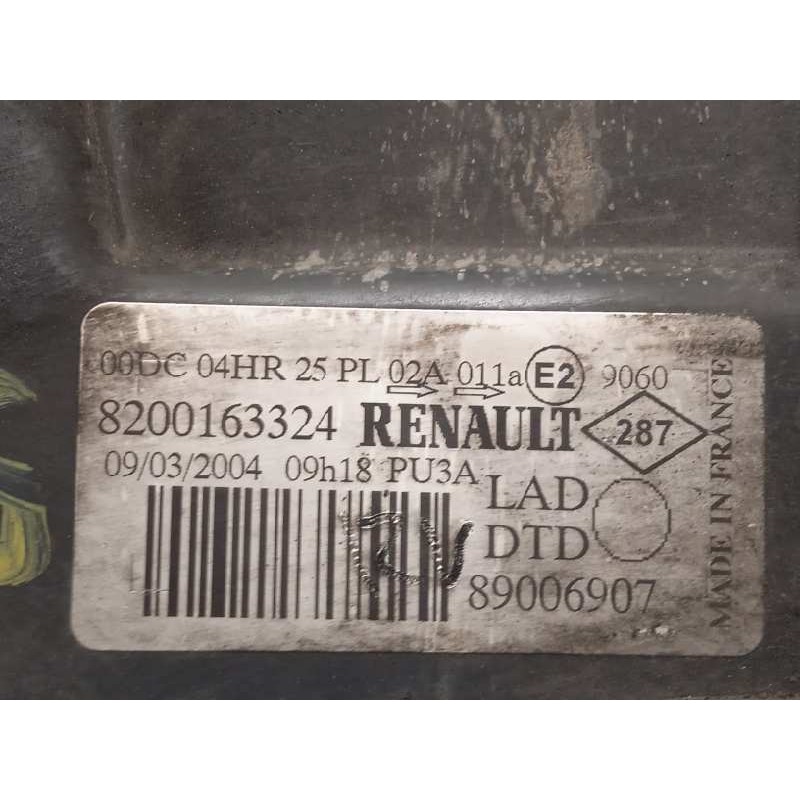 00DC 04HR 25 PL 02A 011a E2 9060
8200163324 RENAULT 287
09/03/2004 09h18 PU3A
LAD
DTD
89006907
MADE IN FRANCE